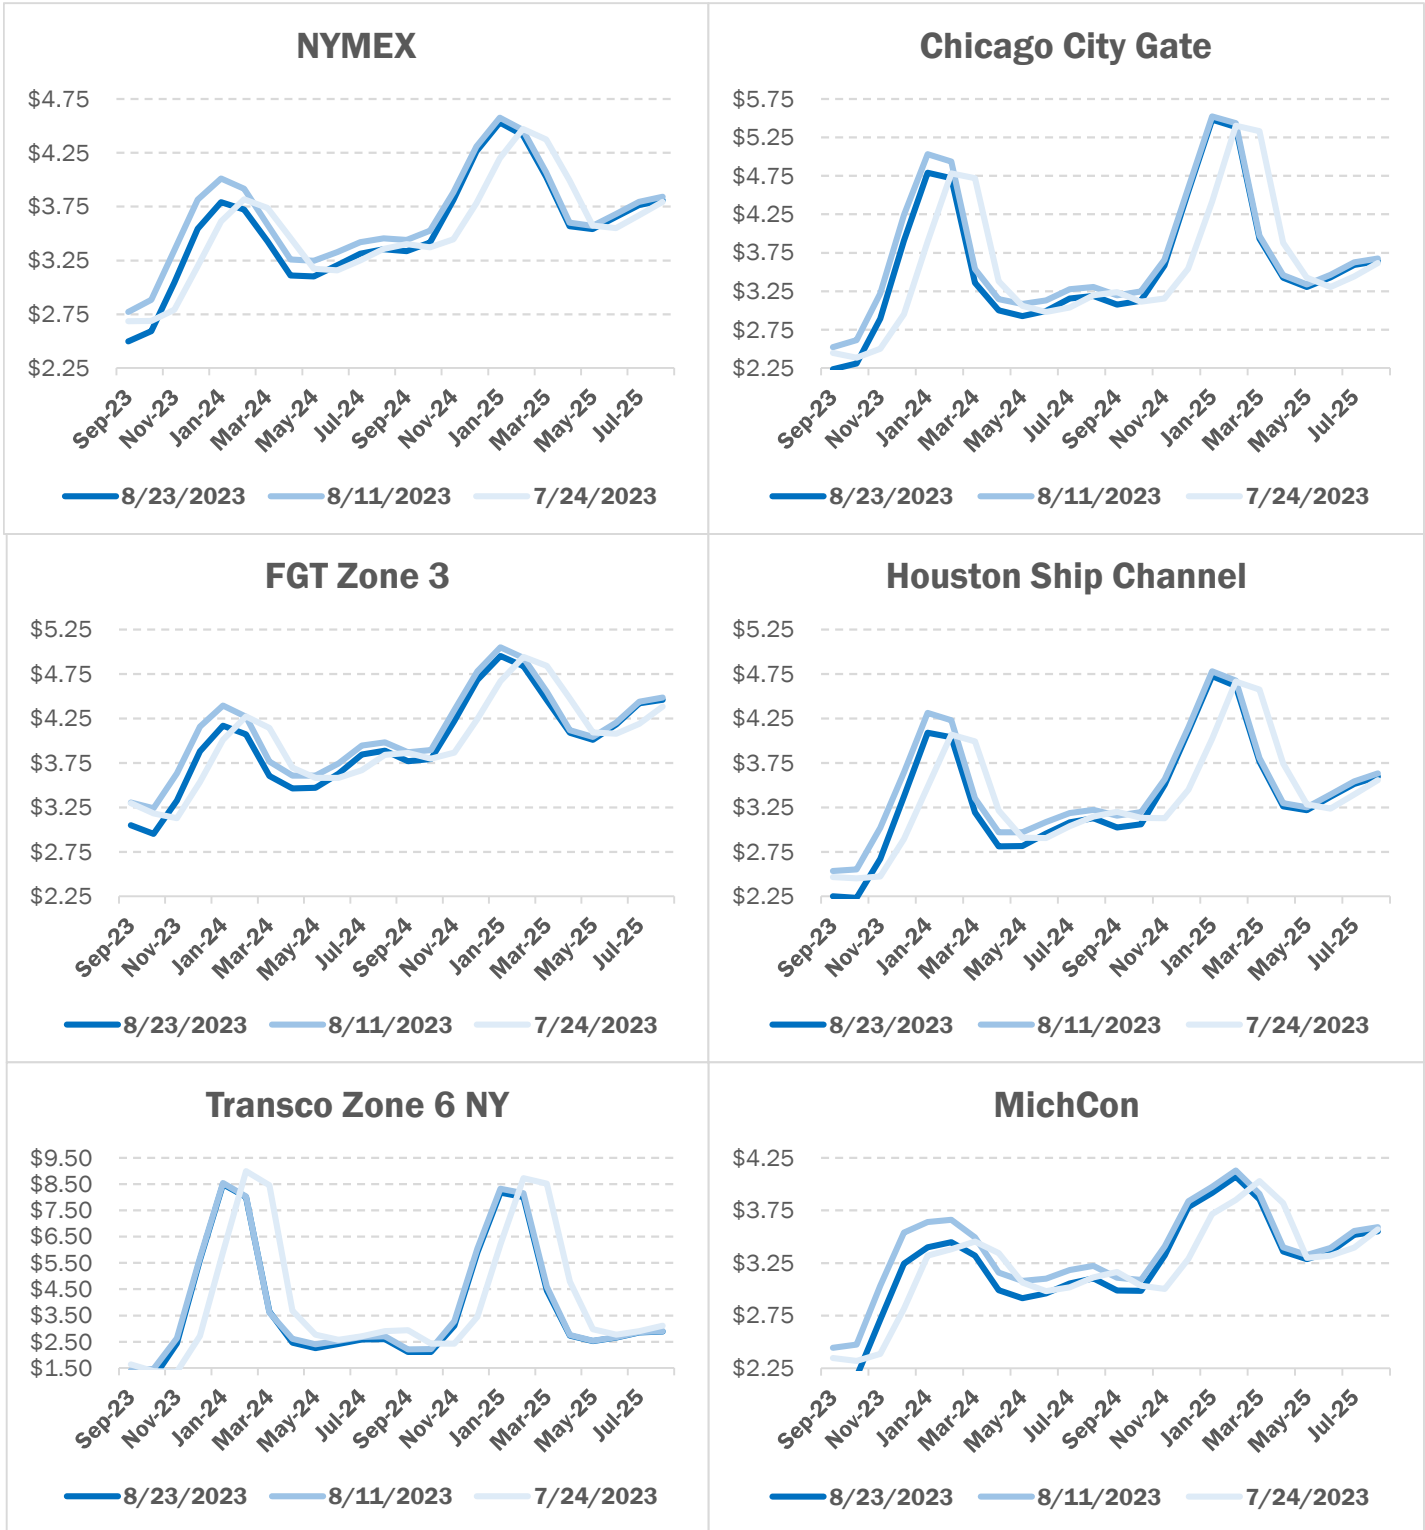 NYMEX
$4.75
$4.25
$3.75
$3.25
$2.75
$2.25
Sep-23
Nov-23
Jan-24
Mar-24
May-24
Jul-24
Sep-24
Nov-24
Jan-25
Mar-25
May-25
Jul-25
8/23/2023 8/11/2023 7/24/2023
Chicago City Gate
$5.75
$5.25
$4.75
$4.25
$3.75
$3.25
$2.75
$2.25
Sep-23
Nov-23
Jan-24
Mar-24
May-24
Jul-24
Sep-24
Nov-24
Jan-25
Mar-25
May-25
Jul-25
8/23/2023 8/11/2023 7/24/2023
FGT Zone 3
$5.25
$4.75
$4.25
$3.75
$3.25
$2.75
$2.25
Sep-23
Nov-23
Jan-24
Mar-24
May-24
Jul-24
Sep-24
Nov-24
Jan-25
Mar-25
May-25
Jul-25
8/23/2023 8/11/2023 7/24/2023
Houston Ship Channel
$5.25
$4.75
$4.25
$3.75
$3.25
$2.75
$2.25
Sep-23
Nov-23
Jan-24
Mar-24
May-24
Jul-24
Sep-24
Nov-24
Jan-25
Mar-25
May-25
Jul-25
8/23/2023 8/11/2023 7/24/2023
Transco Zone 6 NY
$9.50
$8.50
$7.50
$6.50
$5.50
$4.50
$3.50
$2.50
$1.50
Sep-23
Nov-23
Jan-24
Mar-24
May-24
Jul-24
Sep-24
Nov-24
Jan-25
Mar-25
May-25
Jul-25
8/23/2023 8/11/2023 7/24/2023
MichCon
$4.25
$3.75
$3.25
$2.75
$2.25
Sep-23
Nov-23
Jan-24
Mar-24
May-24
Jul-24
Sep-24
Nov-24
Jan-25
Mar-25
May-25
Jul-25
8/23/2023 8/11/2023 7/24/2023